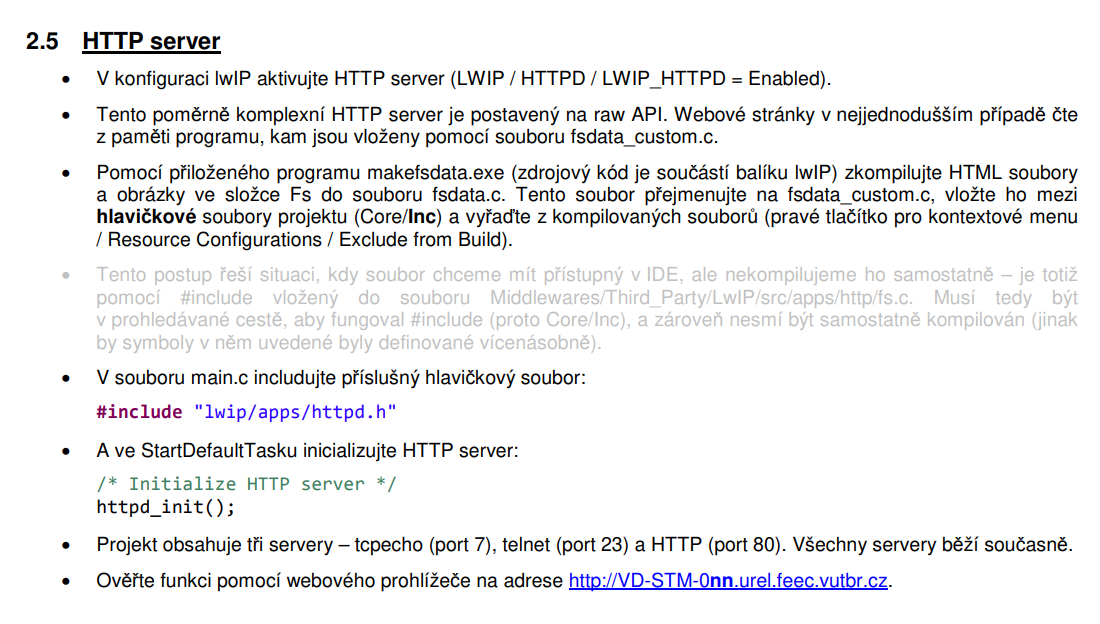 2.5 HTTP server
• V konfiguraci lwIP aktivujte HTTP server (LWIP / HTTPD / LWIP_HTTPD = Enabled).
• Tento poměrně komplexní HTTP server je postavený na raw API. Webové stránky v nejjednodušším případě čte
z paměti programu, kam jsou vloženy pomocí souboru fsdata_custom.c.
• Pomocí přiloženého programu makefsdata.exe (zdrojový kód je součástí balíku lwIP) zkompilujte HTML soubory
a obrázky ve složce Fs do souboru fsdata.c. Tento soubor přejmenujte na fsdata_custom.c, vložte ho mezi
hlavičkové soubory projektu (Core/Inc) a vyřaďte z kompilovaných souborů (pravé tlačítko pro kontextové menu
/ Resource Configurations / Exclude from Build).
• Tento postup řeší situaci, kdy soubor chceme mít přístupný v IDE, ale nekompilujeme ho samostatně – je totiž
pomocí #include vložený do souboru Middlewares/Third_Party/LwIP/src/apps/http/fs.c. Musí tedy být
v prohledávané cestě, aby fungoval #include (proto Core/Inc), a zároveň nesmí být samostatně kompilován (jinak
by symboly v něm uvedené byly definované vícenásobně).
• V souboru main.c includujte příslušný hlavičkový soubor:
#include "lwip/apps/httpd.h"
• A ve StartDefaultTasku inicializujte HTTP server:
/* Initialize HTTP server */
httpd_init();
• Projekt obsahuje tři servery – tcpecho (port 7), telnet (port 23) a HTTP (port 80). Všechny servery běží současně.
• Ověřte funkci pomocí webového prohlížeče na adrese http://VD-STM-0nn.urel.feec.vutbr.cz.